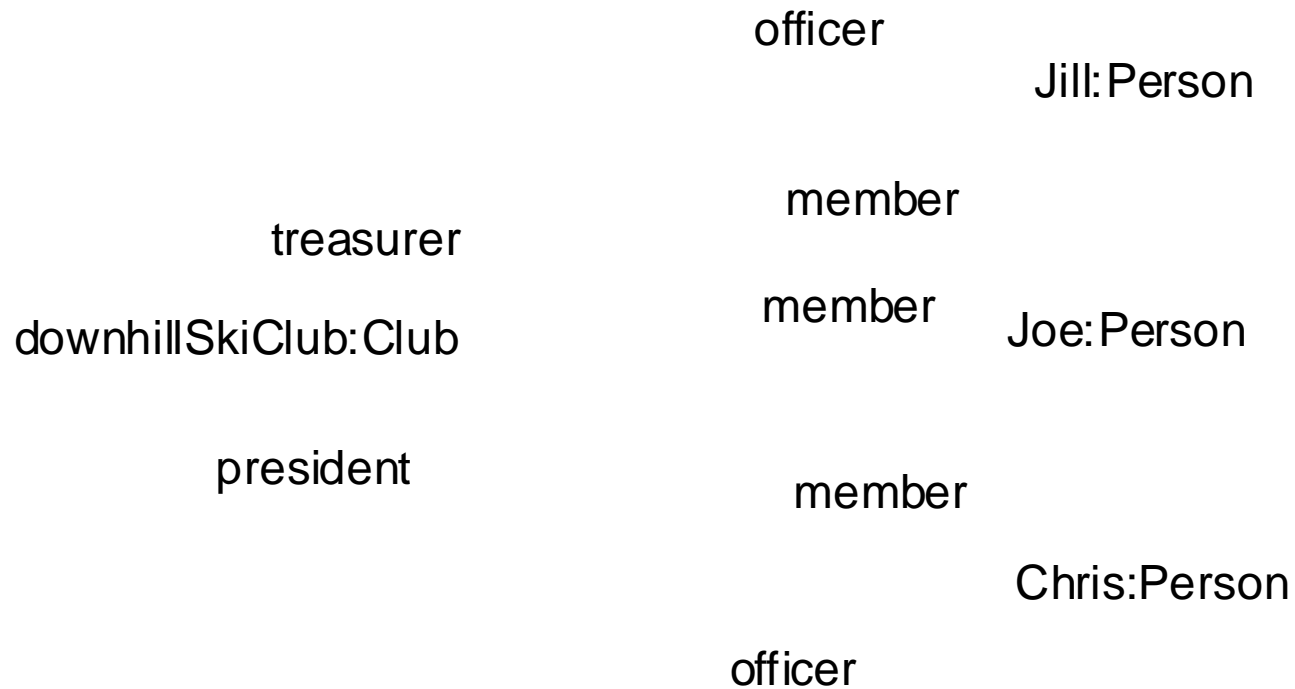 officer
Jill:Person
member
treasurer
member
Joe:Person
downhillSkiClub:Club
president
member
Chris:Person
officer